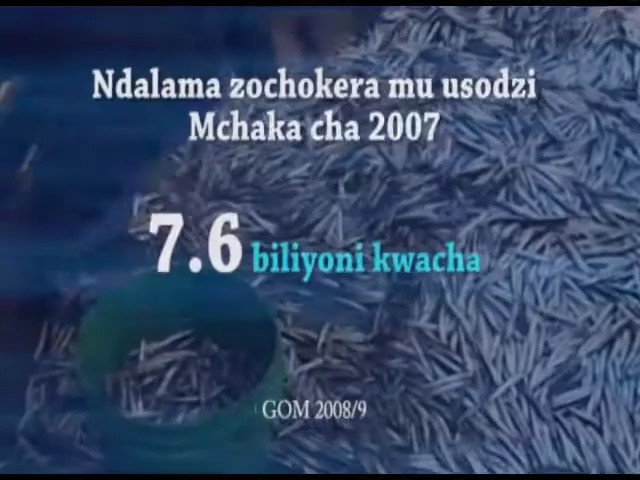 Ndalama zochokera mu usodzi
Mchaka cha 2007
7.6 biliyoni kwacha
GOM 2008/9